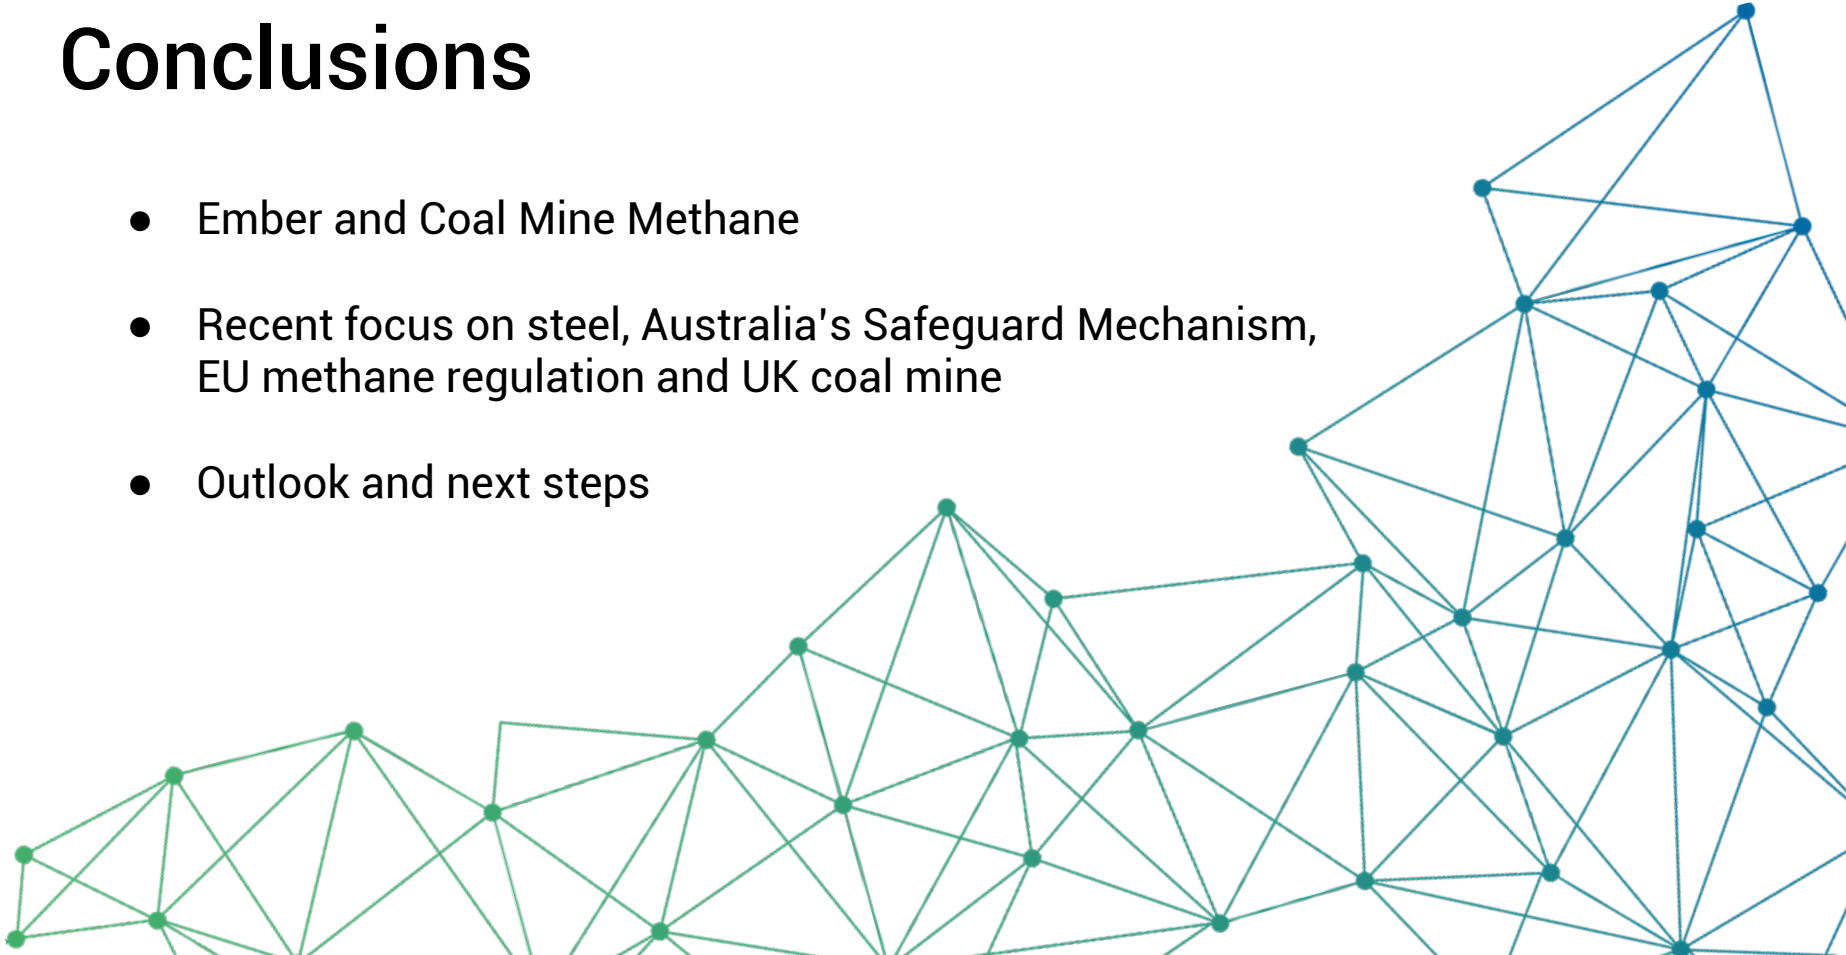 Conclusions
● Ember and Coal Mine Methane
● Recent focus on steel, Australia's Safeguard Mechanism,
EU methane regulation and UK coal mine
● Outlook and next steps